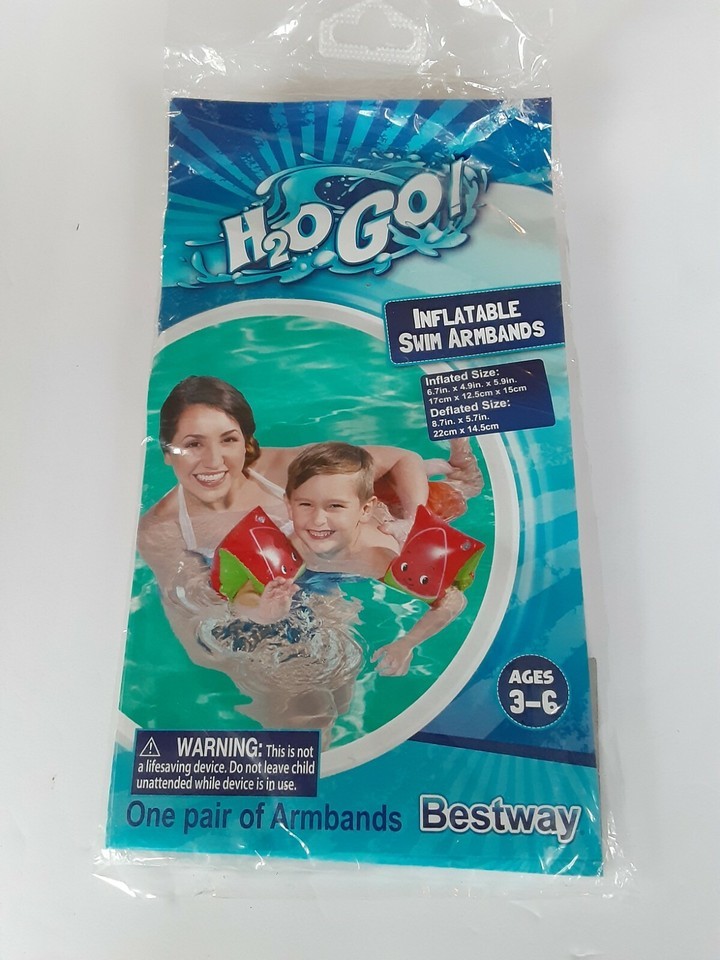 H2O GO!
INFLATABLE
SWIM ARMBANDS
Inflated Size:
6.7in. x 4.9in. x 5.9in.
17cm x 12.5cm x 15cm
Deflated Size:
8.7in. x 5.7in.
22cm x 14.5cm
AGES
3-6
WARNING: This is not
a lifesaving device. Do not leave child
unattended while device is in use.
One pair of Armbands
Bestway